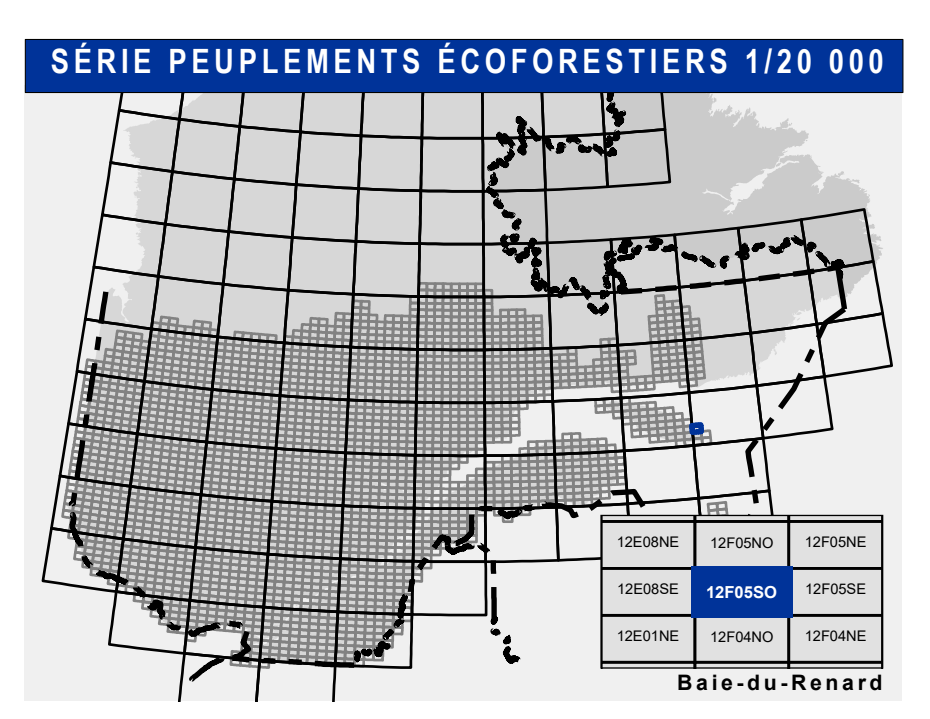 SÉRIE PEUPLEMENTS ÉCOFORESTIERS 1/20 000
12E08NE 12F05NO 12F05NE
12E08SE 12F05SO 12F05SE
12E01NE 12F04NO 12F04NE
Baie-du-Renard